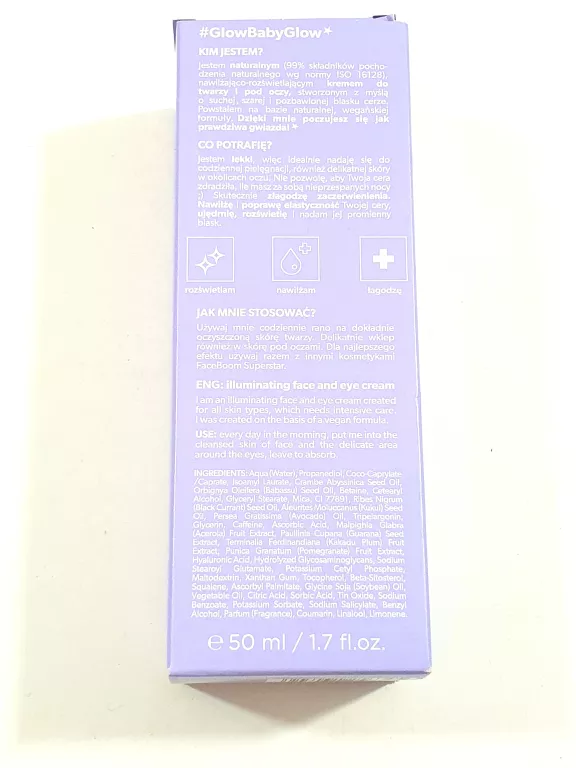 #GlowBabyGlow
KIM JESTEM?
Jestem naturalnym (99% składników pocho-
dzenia naturalnego wg normy ISO 16128),
nawilżająco-rozświetlającym kremem do
twarzy i pod oczy, stworzonym z myślą
o suchej, szarej i pozbawionej blasku cerze.
Powstałem na bazie naturalnej, wegańskiej
formuły. Dzięki mnie poczujesz się jak
prawdziwa gwiazda!
CO POTRAFIĘ?
Jestem lekki, więc idealnie nadaję się do
codziennej pielęgnacji, również delikatnej skóry
w okolicach oczu. Nie pozwolę, aby Twoja cera
zdradziła, ile masz za sobą nieprzespanych nocy
;) Skutecznie złagodzę zaczerwienienia.
Nawilżę i poprawę elastyczność Twojej cery,
ujędrnię, rozświetlę i nadam jej promienny
blask.
rozświetlam
nawilżam
łagodzę
JAK MNIE STOSOWAĆ?
Używaj mnie codziennie rano na dokładnie
oczyszczoną skórę twarzy. Delikatnie wklep
również w skórę pod oczami. Dla najlepszego
efektu używaj razem z innymi kosmetykami
FaceBoom Superstar.
ENG: illuminating face and eye cream
I am an illuminating face and eye cream created
for all skin types, which needs intensive care.
I was created on the basis of a vegan formula.
USE: every day in the morning, put me into the
cleansed skin of face and the delicate area
around the eyes, leave to absorb.
INGREDIENTS: Aqua (Water), Propanediol, Coco-Caprylate
/Caprate, Isoamyl Laurate, Crambe Abyssinica Seed Oil,
Orbignya Oleifera (Babassu) Seed Oil, Betaine, Cetearyl
Alcohol, Glyceryl Stearate, Mica, CI 77891, Ribes Nigrum
(Black Currant) Seed Oil, Aleurites Moluccanus (Kukui) Seed
Oil, Persea Gratissima (Avocado) Oil, Tripelargonin,
Glycerin, Caffeine, Ascorbic Acid, Malpighia Glabra
(Acerola) Fruit Extract, Paullinia Cubana (Guarana) Seed
Extract, Terminalia Ferdinandiana (Kakadu Plum) Fruit
Extract, Punica Granatum (Pomegranate) Fruit Extract,
Hyaluronic Acid, Hydrolyzed Glycosaminoglycans, Sodium
Stearoyl Glutamate, Potassium Cetyl Phosphate,
Maltodextrin, Xanthan Gum, Tocopherol, Beta-Sitosterol,
Squalene, Ascorbyl Palmitate, Glycine Soja (Soybean) Oil,
Vegetable Oil, Citric Acid, Sorbic Acid, Tin Oxide, Sodium
Benzoate, Potassium Sorbate, Sodium Salicylate, Benzyl
Alcohol, Parfum (Fragrance), Coumarin, Linalool, Limonene.
℮ 50 ml / 1.7 fl.oz.